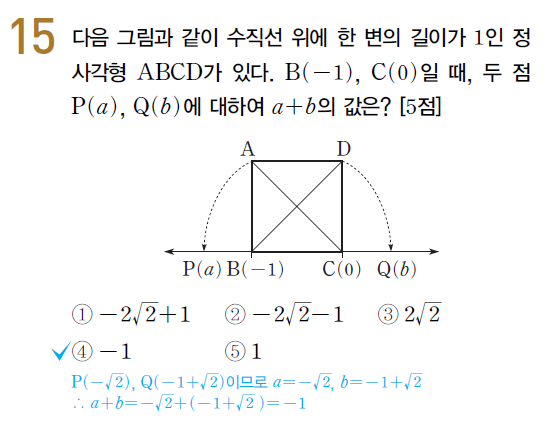 15 다음 그림과 같이 수직선 위에 한 변의 길이가 1인 정
사각형 ABCD가 있다. B(−1), C(0)일 때, 두 점
P(a), Q(b)에 대하여 a+b의 값은? [5점]
A D
P(a) B(−1) C(0) Q(b)
① −2√2+1 ② −2√2−1 ③ 2√2
④ −1 ⑤ 1
P(−√2), Q(−1+√2)이므로 a=−√2, b=−1+√2
∴ a+b=−√2+(−1+√2)=−1